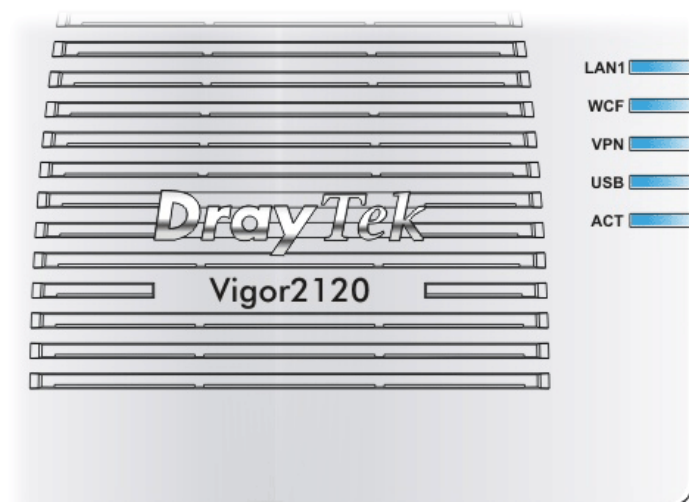 LAN1
WCF
VPN
USB
ACT
DrayTek
Vigor2120